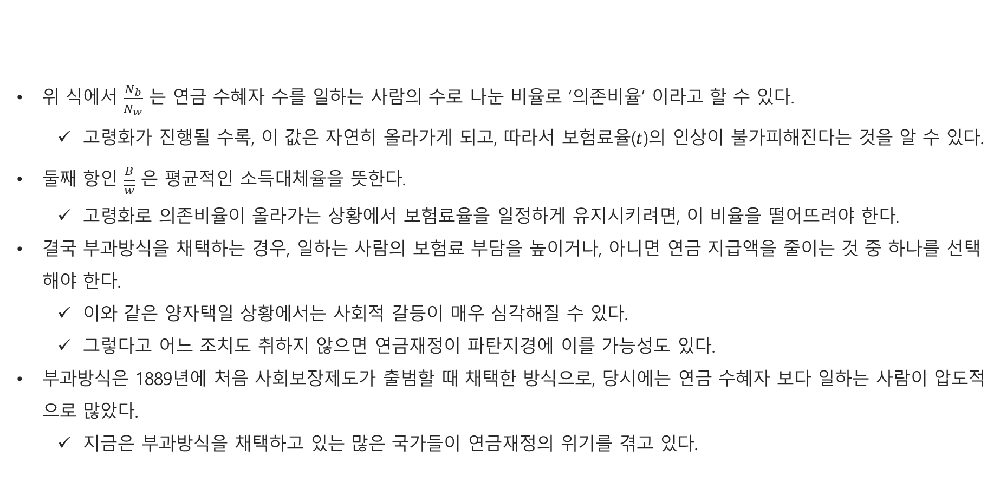 • 위 식에서 N_b/N_w 는 연금 수혜자 수를 일하는 사람의 수로 나눈 비율로 ‘의존비율’ 이라고 할 수 있다.
✓ 고령화가 진행될 수록, 이 값은 자연히 올라가게 되고, 따라서 보험료율(t)의 인상이 불가피해진다는 것을 알 수 있다.
• 둘째 항인 B/w̅ 은 평균적인 소득대체율을 뜻한다.
✓ 고령화로 의존비율이 올라가는 상황에서 보험료율을 일정하게 유지시키려면, 이 비율을 떨어뜨려야 한다.
• 결국 부과방식을 채택하는 경우, 일하는 사람의 보험료 부담을 높이거나, 아니면 연금 지급액을 줄이는 것 중 하나를 선택
해야 한다.
✓ 이와 같은 양자택일 상황에서는 사회적 갈등이 매우 심각해질 수 있다.
✓ 그렇다고 어느 조치도 취하지 않으면 연금재정이 파탄지경에 이를 가능성도 있다.
• 부과방식은 1889년에 처음 사회보장제도가 출범할 때 채택한 방식으로, 당시에는 연금 수혜자 보다 일하는 사람이 압도적
으로 많았다.
✓ 지금은 부과방식을 채택하고 있는 많은 국가들이 연금재정의 위기를 겪고 있다.